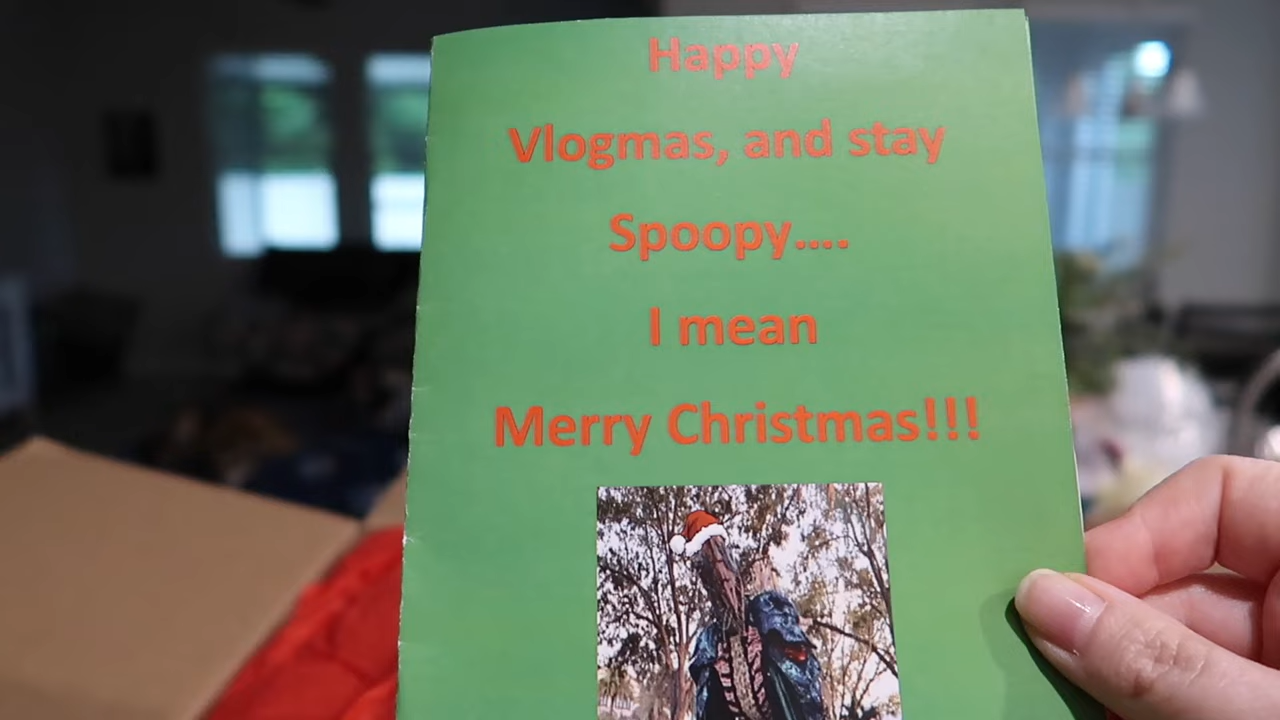 Happy
Vlogmas, and stay
Spoopy....
I mean
Merry Christmas!!!